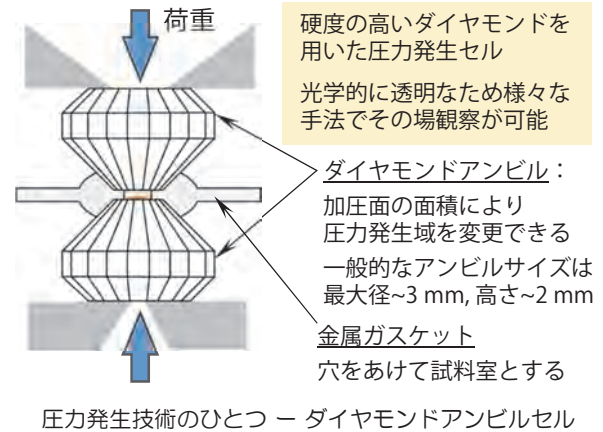 荷重
硬度の高いダイヤモンドを
用いた圧力発生セル
光学的に透明なため様々な
手法でその場観察が可能
ダイヤモンドアンビル：
加圧面の面積により
圧力発生域を変更できる
一般的なアンビルサイズは
最大径~3 mm, 高さ~2 mm
金属ガスケット
穴をあけて試料室とする
圧力発生技術のひとつ ー ダイヤモンドアンビルセル